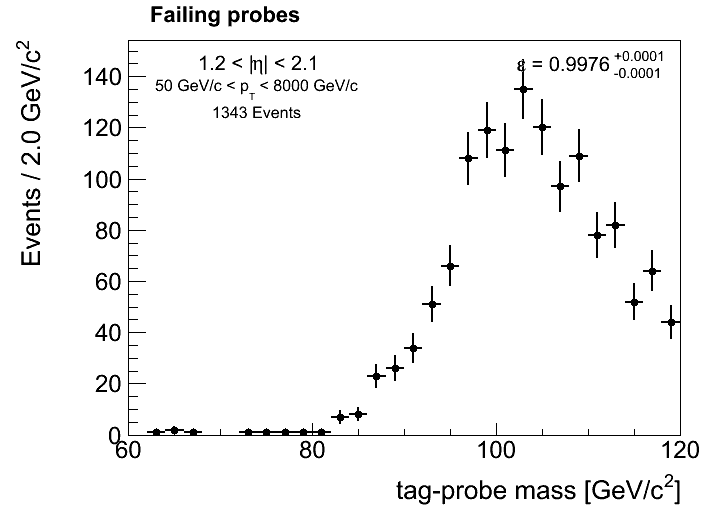 Failing probes
1.2 < |η| < 2.1
50 GeV/c < p_T < 8000 GeV/c
1343 Events
ε = 0.9976 +0.0001 -0.0001
Events / 2.0 GeV/c²
140
120
100
80
60
40
20
0
60 80 100 120
tag-probe mass [GeV/c²]